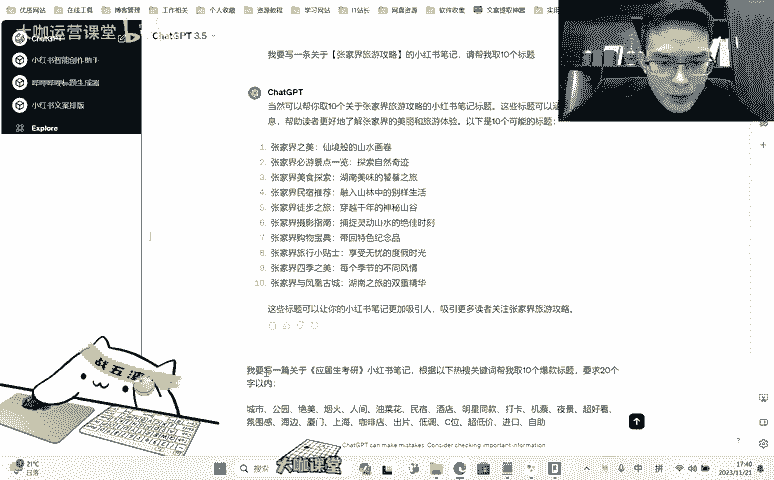 优惠网站 在线工具 博客管理 工作相关 个人收藏 资源教程 学习网站 IT站长 网盘资源 软件收集 文案提取神器
大咖运营课堂
ChatGPT
ChatGPT 3.5
小红书智能创作助手
小红书文案排版
Explore
我要写一条关于【张家界旅游攻略】的小红书笔记，请帮我取10个标题
ChatGPT
当然可以帮你取10个关于张家界旅游攻略的小红书笔记标题。这些标题可以
息，帮助读者更好地了解张家界的美丽和旅游体验。以下是10个可能的标题：
1. 张家界之美：仙境般的山水画卷
2. 张家界必游景点一览：探索自然奇迹
3. 张家界美食探索：湖南美味的饕餮之旅
4. 张家界民宿推荐：融入山林中的别样生活
5. 张家界徒步之旅：穿越千年的神秘山谷
6. 张家界摄影指南：捕捉灵动山水的绝佳时刻
7. 张家界购物宝典：带回特色纪念品
8. 张家界旅行小贴士：享受无忧的度假时光
9. 张家界四季之美：每个季节的不同风情
10. 张家界与凤凰古城：湖南之旅的双重精华
这些标题可以让你的小红书笔记更加吸引人，吸引更多读者关注张家界旅游攻略。
我要写一篇关于《应届生考研》小红书笔记，根据以下热搜关键词帮我取10个爆款标题，要求20个
字以内：
城市、公园、绝美、烟火、人间、油菜花、民宿、酒店、明星同款、打卡、机票、夜景、超好看、
氛围感、海边、厦门、上海、咖啡店、出片、低调、C位、超低价、进口、自助
ChatGPT can make mistakes. Consider checking important information.
大咖课堂
21°C
搜索
拼
17:40
2023/11/21